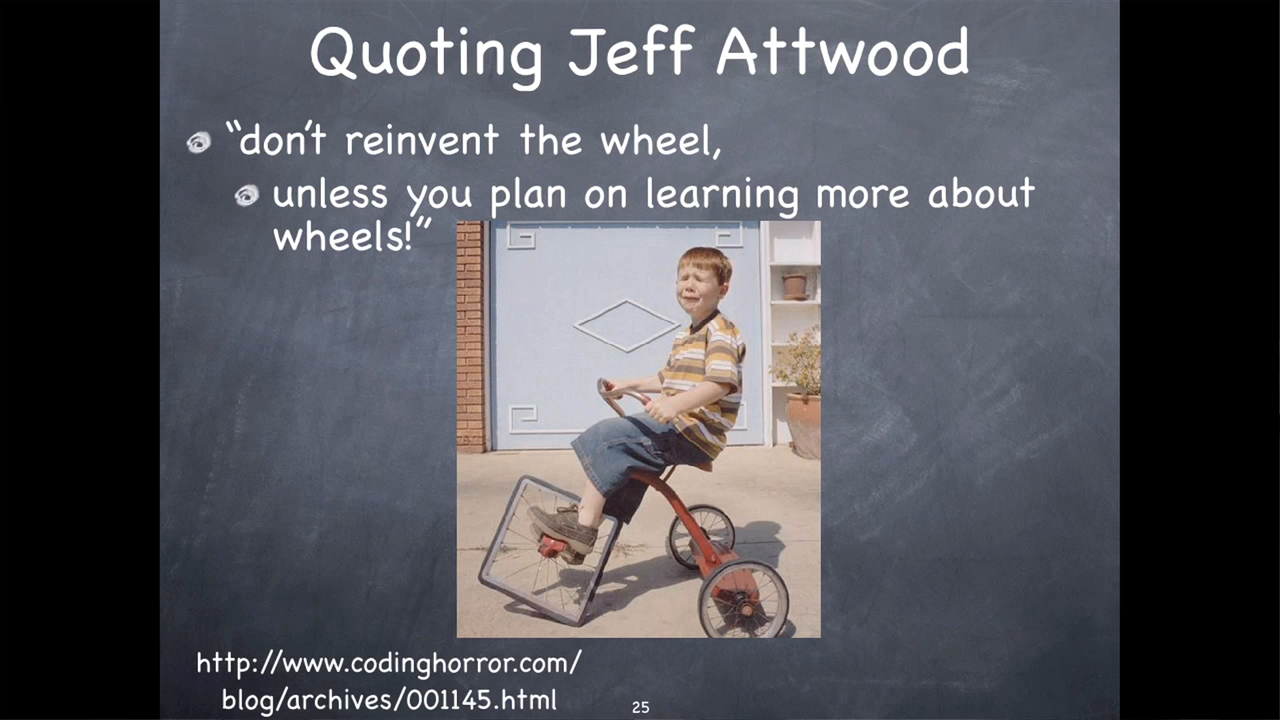 Quoting Jeff Attwood
“don’t reinvent the wheel,
unless you plan on learning more about
wheels!”
http://www.codinghorror.com/
blog/archives/001145.html
25